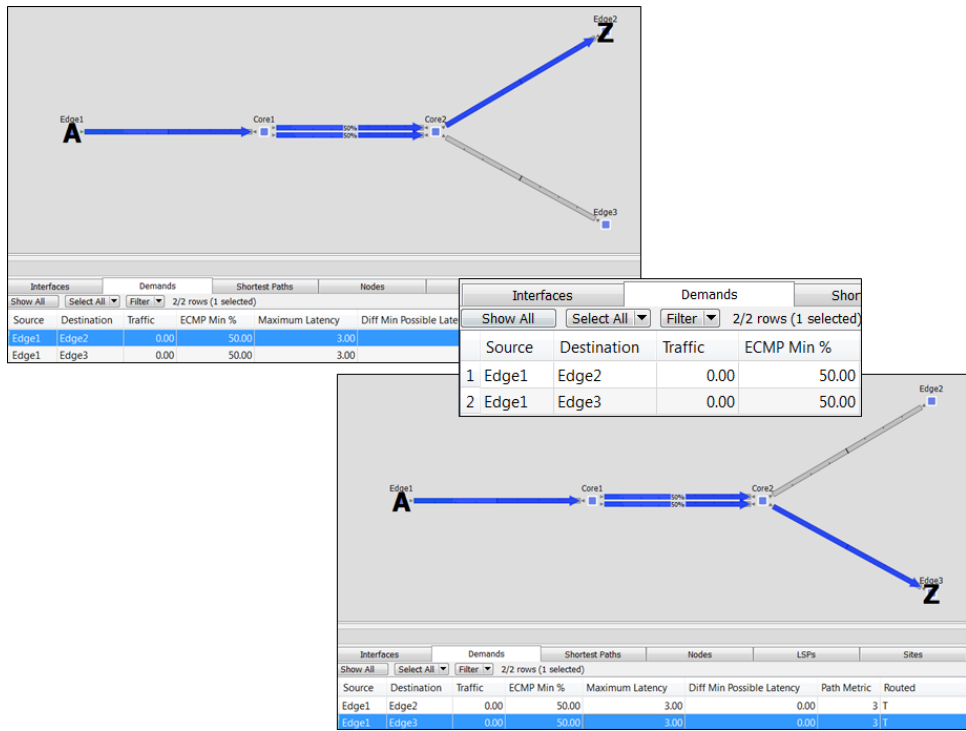 Edge2
Z
Edge1
A
Core1
50%
50%
Core2
Edge3
Interfaces Demands Shortest Paths Nodes
Show All Select All Filter 2/2 rows (1 selected)
Source Destination Traffic ECMP Min % Maximum Latency Diff Min Possible Late
Edge1 Edge2 0.00 50.00 3.00
Edge1 Edge3 0.00 50.00 3.00
Interfaces Demands Shor
Show All Select All Filter 2/2 rows (1 selected)
Source Destination Traffic ECMP Min %
1 Edge1 Edge2 0.00 50.00
2 Edge1 Edge3 0.00 50.00
Edge2
Edge1
A
Core1
50%
50%
Core2
Edge3
Z
Interfaces Demands Shortest Paths Nodes LSPs Sites
Show All Select All Filter 2/2 rows (1 selected)
Source Destination Traffic ECMP Min % Maximum Latency Diff Min Possible Latency Path Metric Routed
Edge1 Edge2 0.00 50.00 3.00 0.00 3 T
Edge1 Edge3 0.00 50.00 3.00 0.00 3 T